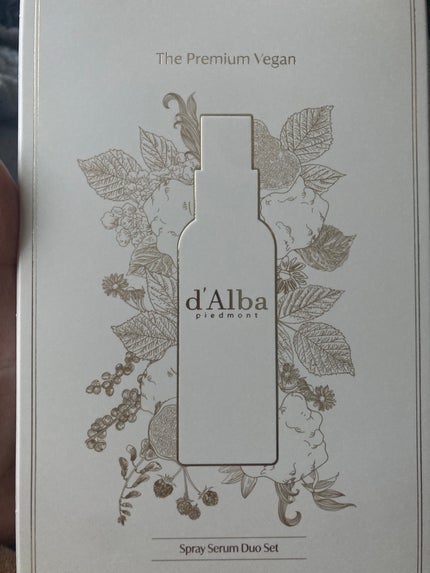 The Premium Vegan
d'Alba
piedmont
Spray Serum Duo Set